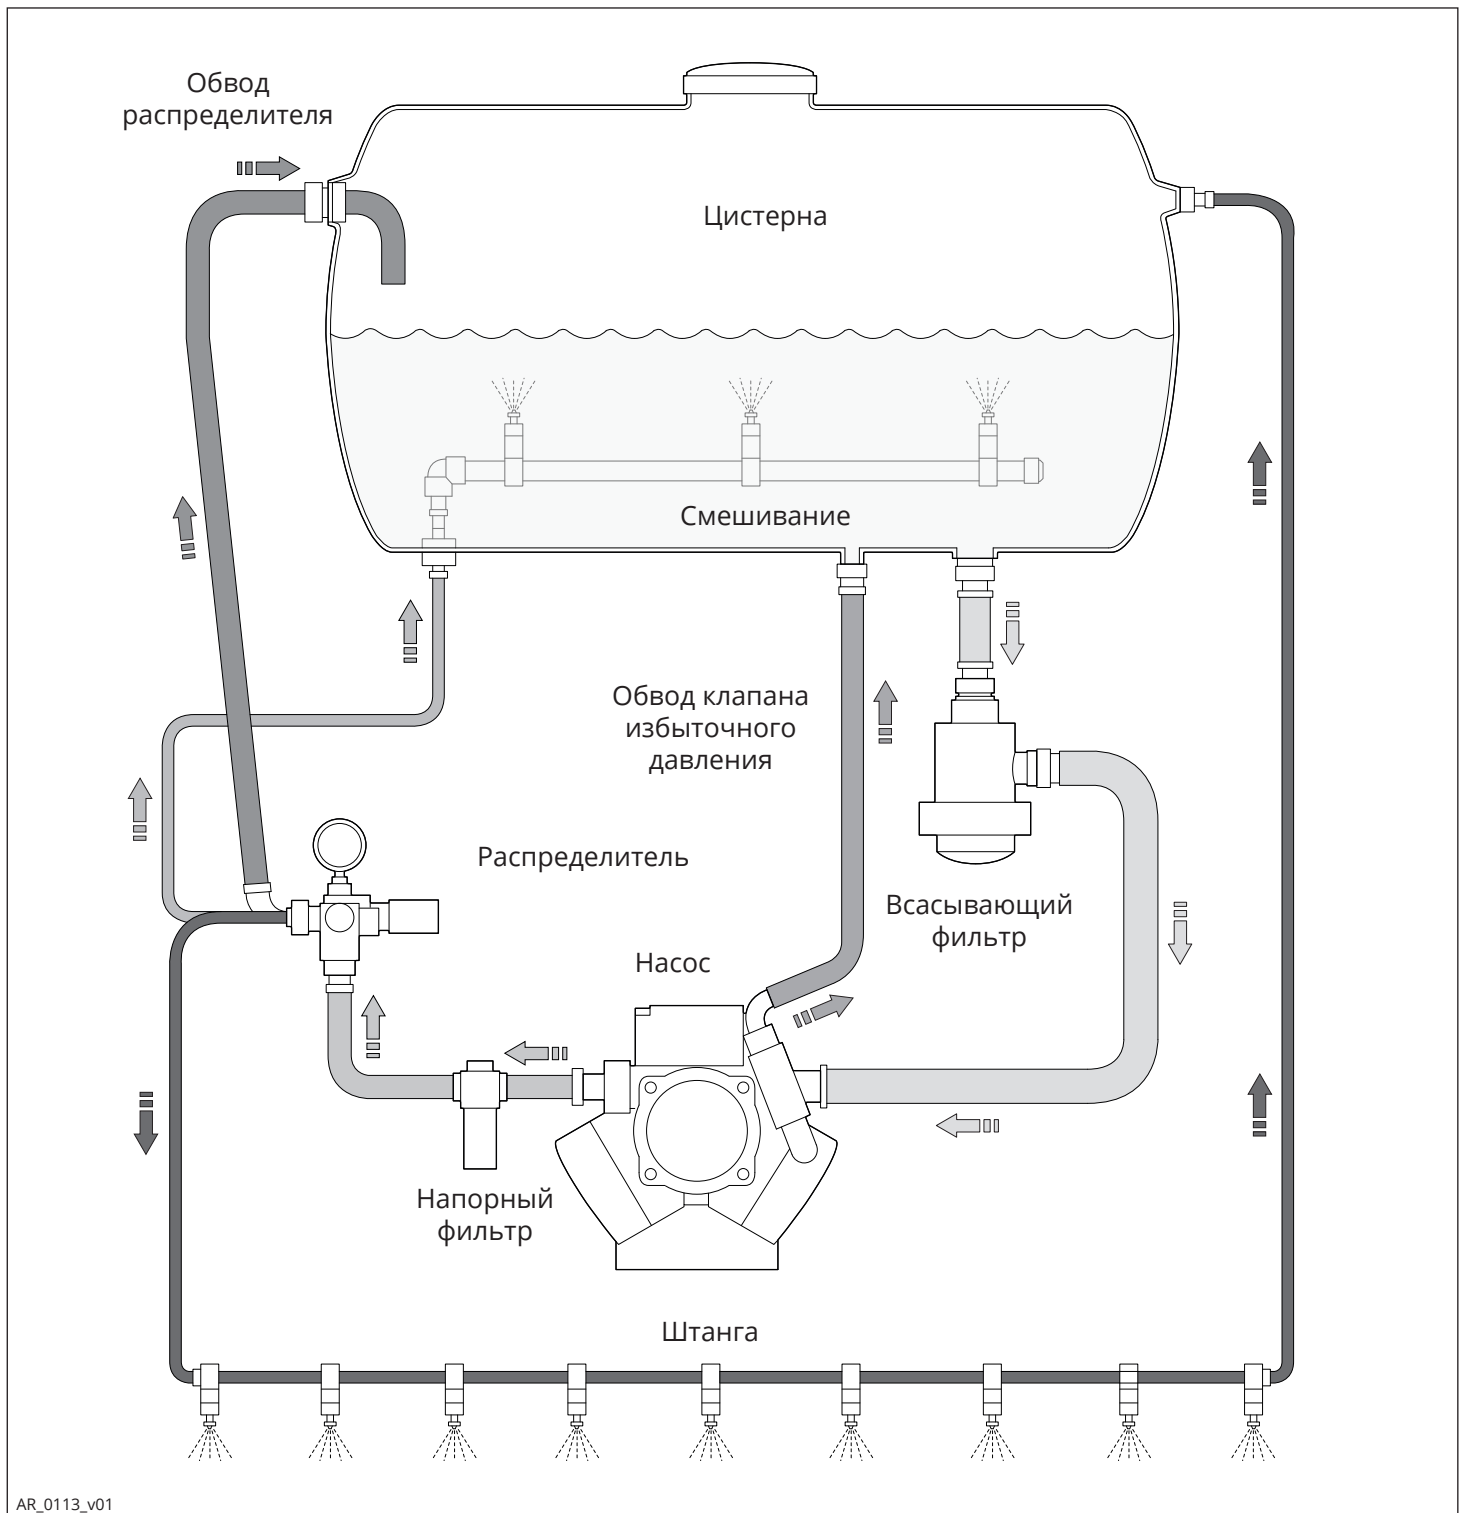 Обвод
распределителя
Цистерна
Смешивание
Обвод клапана
избыточного
давления
Распределитель
Всасывающий
фильтр
Насос
Напорный
фильтр
Штанга
AR_0113_v01